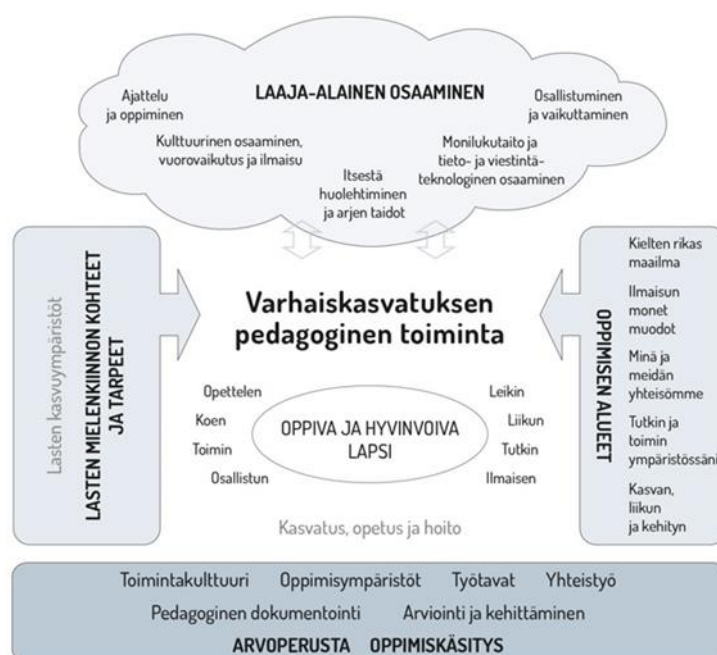 LAAJA-ALAINEN OSAAMINEN
Ajattelu
ja oppiminen
Osallistuminen
ja vaikuttaminen
Kulttuurinen osaaminen,
vuorovaikutus ja ilmaisu
Monilukutaito ja
tieto- ja viestintä-
teknologinen osaaminen
Itsestä
huolehtiminen
ja arjen taidot
Lasten kasvuympäristöt
LASTEN MIELENKIINNON KOHTEET
JA TARPEET
Varhaiskasvatuksen
pedagoginen toiminta
Opettelen
Koen
Toimin
Osallistun
OPPIVA JA HYVINVOIVA
LAPSI
Leikin
Liikun
Tutkin
Ilmaisen
Kasvatus, opetus ja hoito
OPPIMISEN ALUEET
Kielten rikas
maailma
Ilmaisun
monet
muodot
Minä ja
meidän
yhteisömme
Tutkin ja
toimin
ympäristössäni
Kasvan,
liikun
ja kehityn
Toimintakulttuuri Oppimisympäristöt Työtavat Yhteistyö
Pedagoginen dokumentointi Arviointi ja kehittäminen
ARVOPERUSTA OPPIMISKÄSITYS